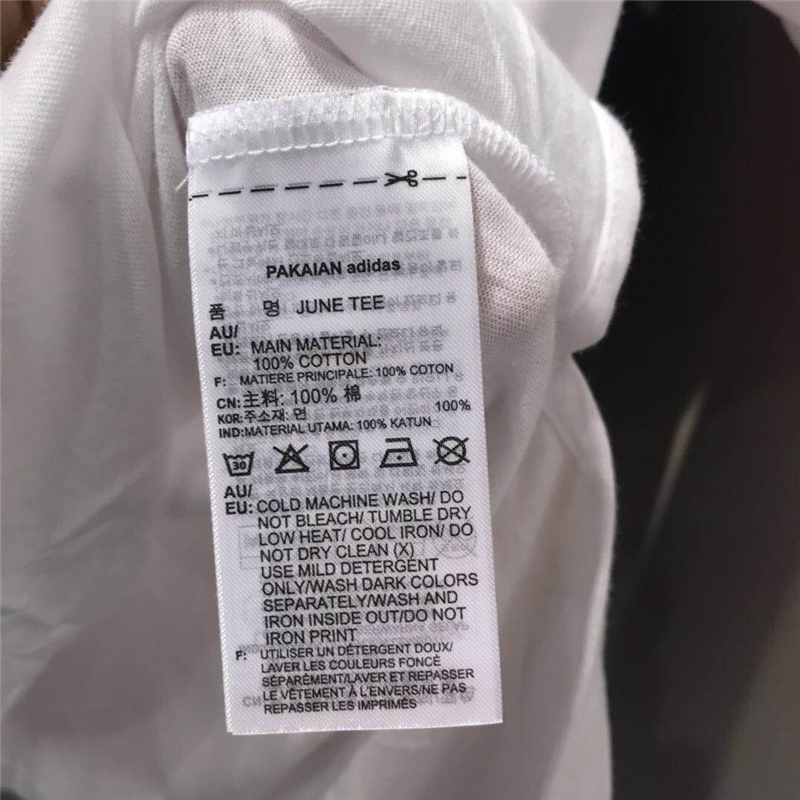 PAKAIAN adidas
품 명 JUNE TEE
AU/
EU: MAIN MATERIAL:
100% COTTON
F: MATIERE PRINCIPALE: 100% COTON
CN:主料: 100% 棉
KOR:주소재: 면 100%
IND:MATERIAL UTAMA: 100% KATUN
30
AU/
EU: COLD MACHINE WASH/ DO
NOT BLEACH/ TUMBLE DRY
LOW HEAT/ COOL IRON/ DO
NOT DRY CLEAN (X)
USE MILD DETERGENT
ONLY/WASH DARK COLORS
SEPARATELY/WASH AND
IRON INSIDE OUT/DO NOT
IRON PRINT
F: UTILISER UN DÉTERGENT DOUX/
LAVER LES COULEURS FONCÉ
SÉPARÉMENT/LAVER ET REPASSER
LE VÊTEMENT À L'ENVERS/NE PAS
REPASSER LES IMPRIMÉS